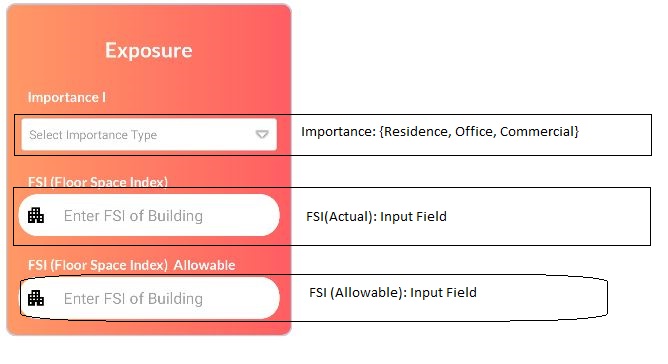 Exposure
Importance I
Select Importance Type
Importance: {Residence, Office, Commercial}
FSI (Floor Space Index)
Enter FSI of Building
FSI(Actual): Input Field
FSI (Floor Space Index) Allowable
Enter FSI of Building
FSI (Allowable): Input Field